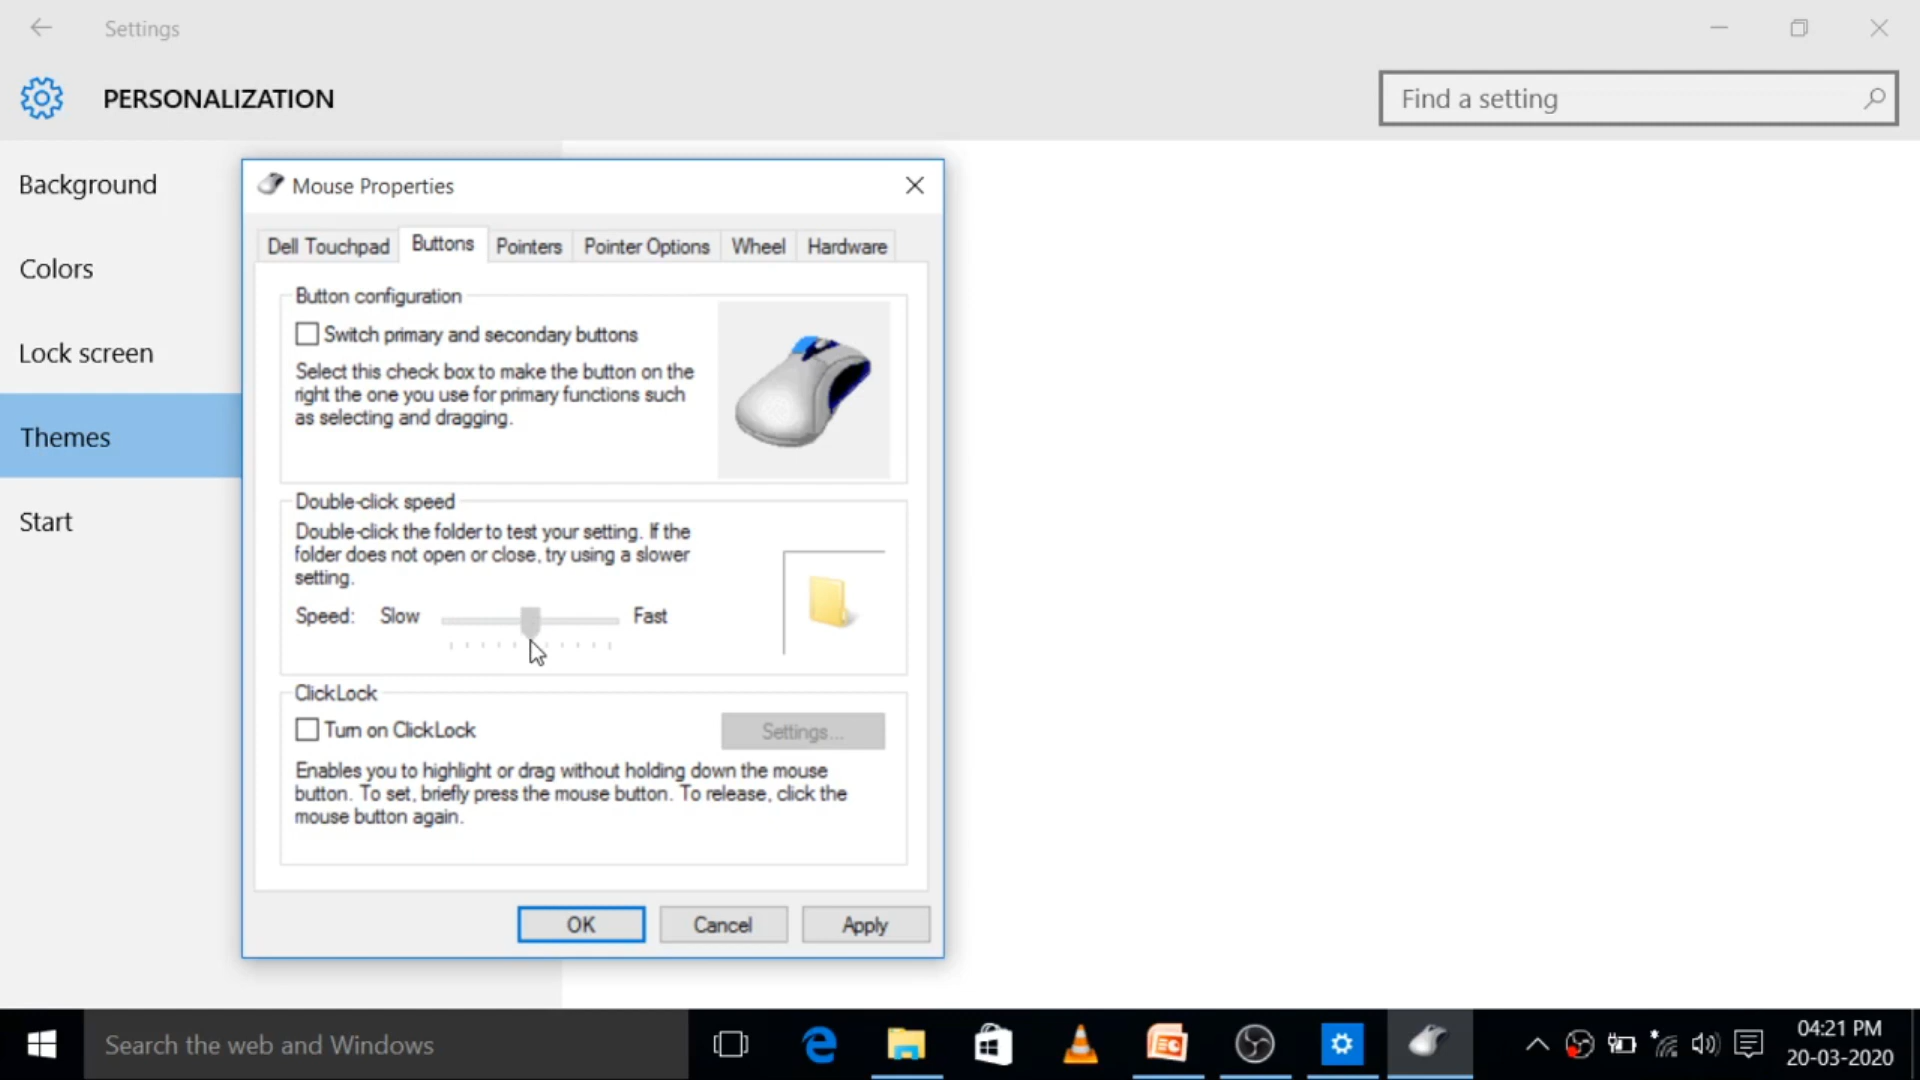 Settings
PERSONALIZATION
Find a setting
Background
Colors
Lock screen
Themes
Start
Mouse Properties
Dell Touchpad
Buttons
Pointers
Pointer Options
Wheel
Hardware
Button configuration
Switch primary and secondary buttons
Select this check box to make the button on the
right the one you use for primary functions such
as selecting and dragging.
Double-click speed
Double-click the folder to test your setting. If the
folder does not open or close, try using a slower
setting.
Speed: Slow Fast
ClickLock
Turn on ClickLock
Settings...
Enables you to highlight or drag without holding down the mouse
button. To set, briefly press the mouse button. To release, click the
mouse button again.
OK
Cancel
Apply
Search the web and Windows
04:21 PM
20-03-2020